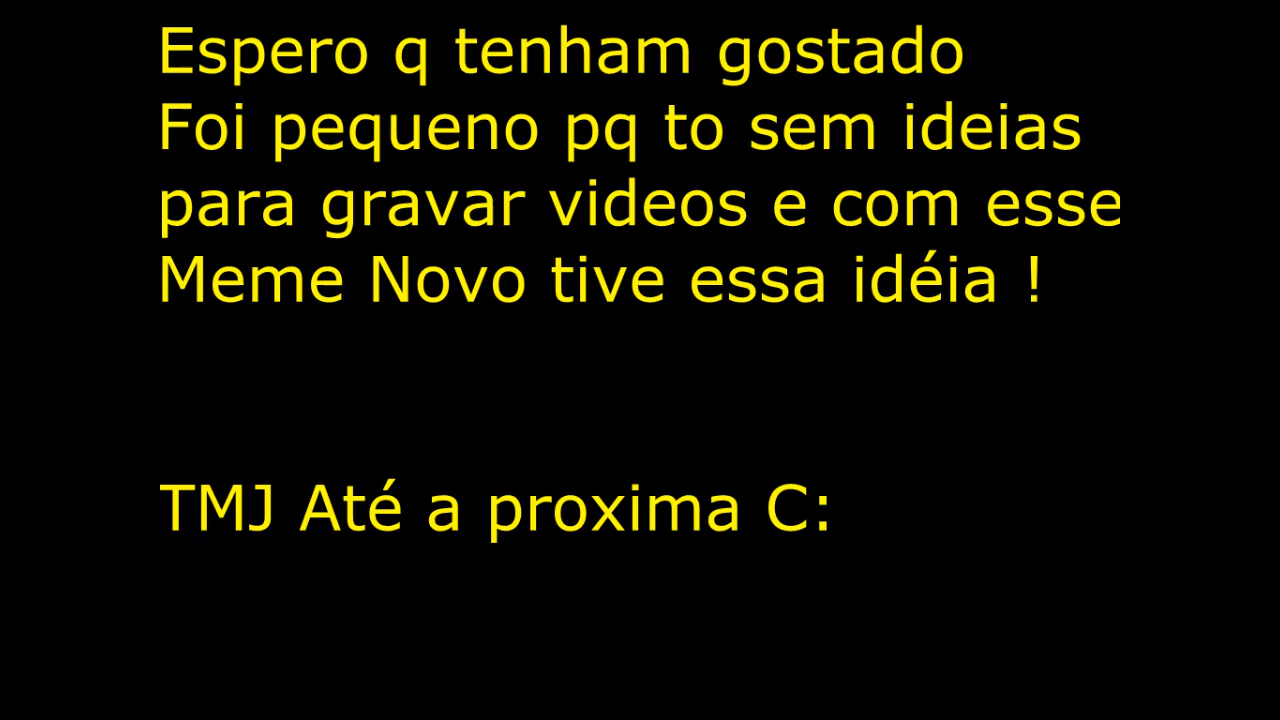 Espero q tenham gostado
Foi pequeno pq to sem ideias
para gravar videos e com esse
Meme Novo tive essa idéia !
TMJ Até a proxima C: